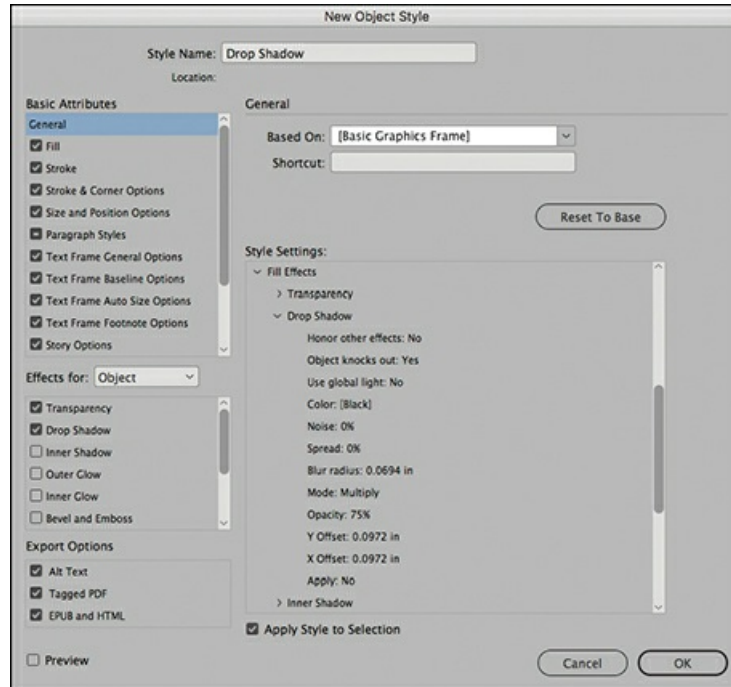 New Object Style
Style Name: Drop Shadow
Location:
Basic Attributes
General
Fill
Stroke
Stroke & Corner Options
Size and Position Options
Paragraph Styles
Text Frame General Options
Text Frame Baseline Options
Text Frame Auto Size Options
Text Frame Footnote Options
Story Options
Effects for: Object
Transparency
Drop Shadow
Inner Shadow
Outer Glow
Inner Glow
Bevel and Emboss
Export Options
Alt Text
Tagged PDF
EPUB and HTML
Preview
General
Based On: [Basic Graphics Frame]
Shortcut:
Reset To Base
Style Settings:
Fill Effects
Transparency
Drop Shadow
Honor other effects: No
Object knocks out: Yes
Use global light: No
Color: [Black]
Noise: 0%
Spread: 0%
Blur radius: 0.0694 in
Mode: Multiply
Opacity: 75%
Y Offset: 0.0972 in
X Offset: 0.0972 in
Apply: No
Inner Shadow
Apply Style to Selection
Cancel
OK